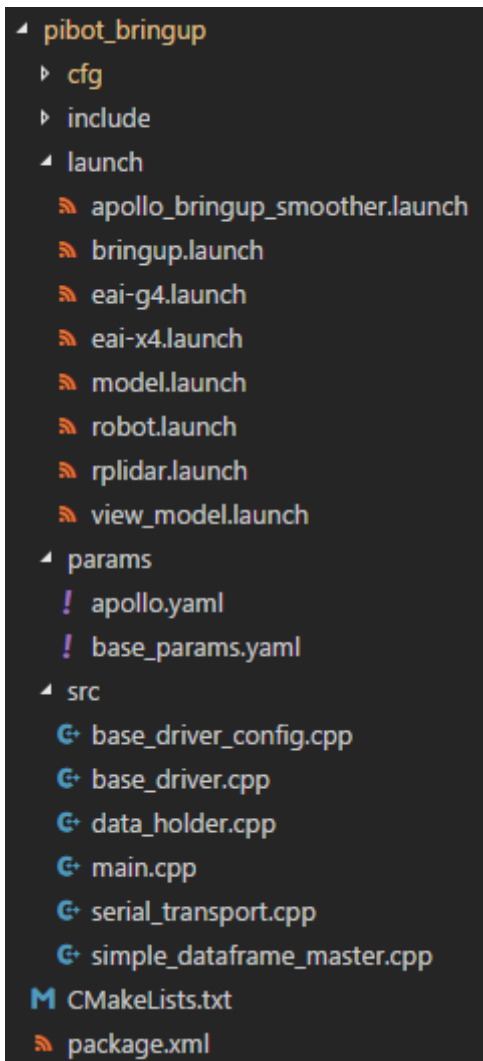 pibot_bringup
cfg
include
launch
apollo_bringup_smoother.launch
bringup.launch
eai-g4.launch
eai-x4.launch
model.launch
robot.launch
rplidar.launch
view_model.launch
params
! apollo.yaml
! base_params.yaml
src
base_driver_config.cpp
base_driver.cpp
data_holder.cpp
main.cpp
serial_transport.cpp
simple_dataframe_master.cpp
M CMakeLists.txt
package.xml